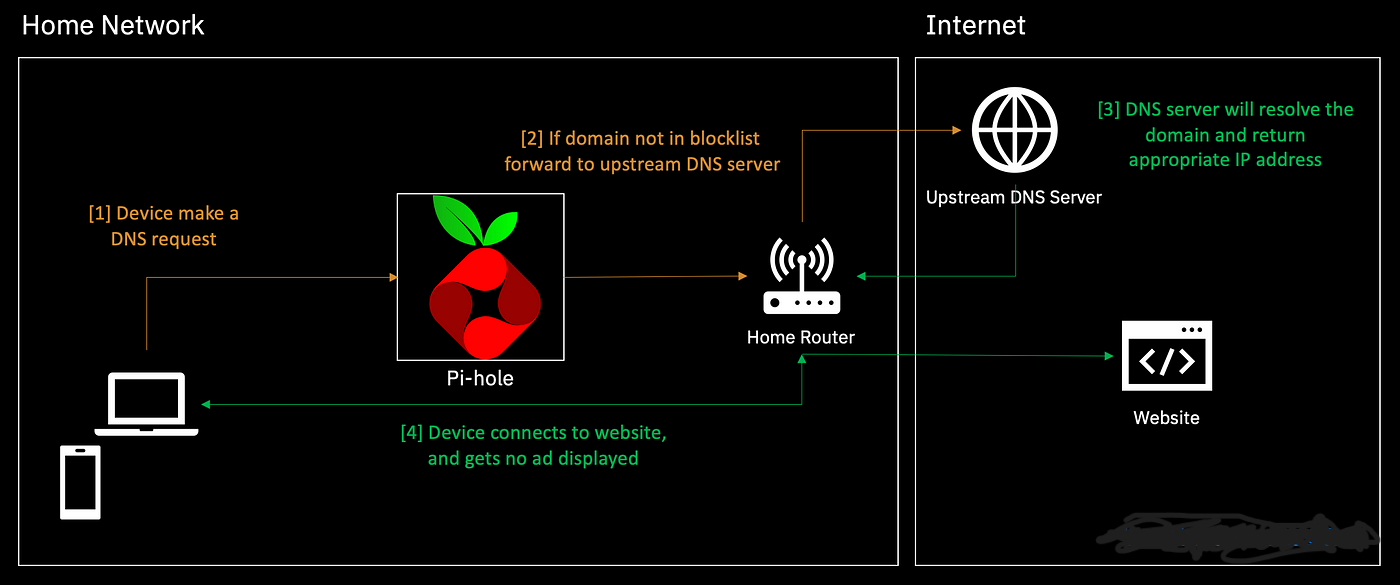 Home Network
Internet
[1] Device make a
DNS request
[2] If domain not in blocklist
forward to upstream DNS server
[3] DNS server will resolve the
domain and return
appropriate IP address
Upstream DNS Server
Home Router
Pi-hole
Website
[4] Device connects to website,
and gets no ad displayed